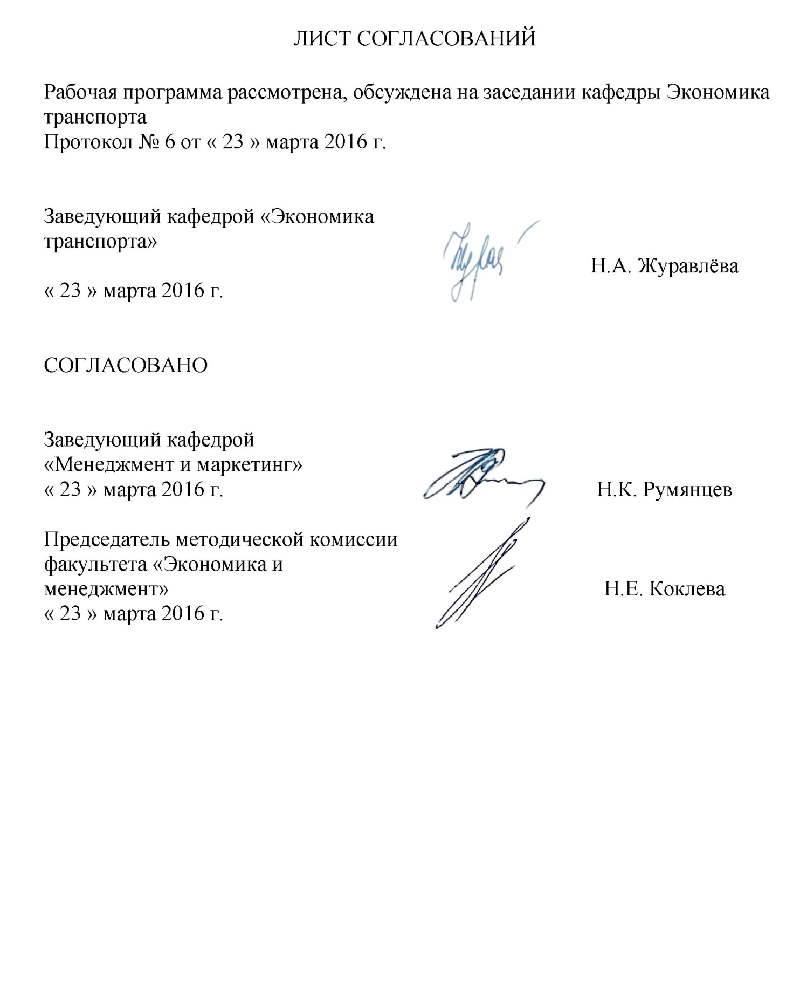 ЛИСТ СОГЛАСОВАНИЙ
Рабочая программа рассмотрена, обсуждена на заседании кафедры Экономика
транспорта
Протокол № 6 от « 23 » марта 2016 г.
Заведующий кафедрой «Экономика
транспорта»
Н.А. Журавлёва
« 23 » марта 2016 г.
СОГЛАСОВАНО
Заведующий кафедрой
«Менеджмент и маркетинг»
« 23 » марта 2016 г. Н.К. Румянцев
Председатель методической комиссии
факультета «Экономика и
менеджмент» Н.Е. Коклева
« 23 » марта 2016 г.